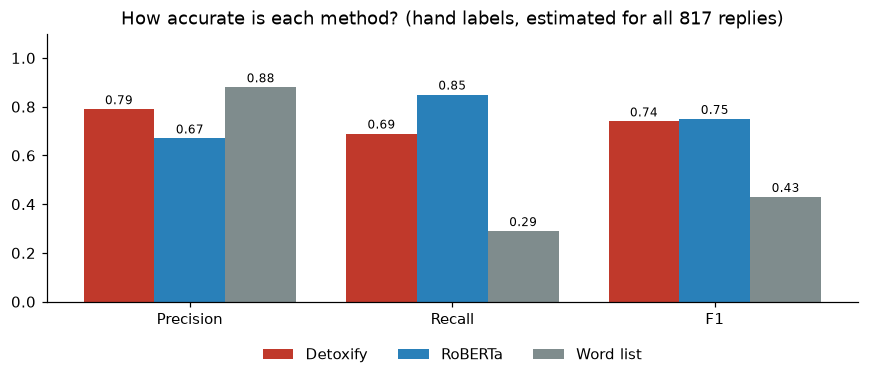 How accurate is each method? (hand labels, estimated for all 817 replies)
1.0
0.8
0.6
0.4
0.2
0.0
0.79
0.67
0.88
0.69
0.85
0.29
0.74
0.75
0.43
Precision
Recall
F1
Detoxify
RoBERTa
Word list